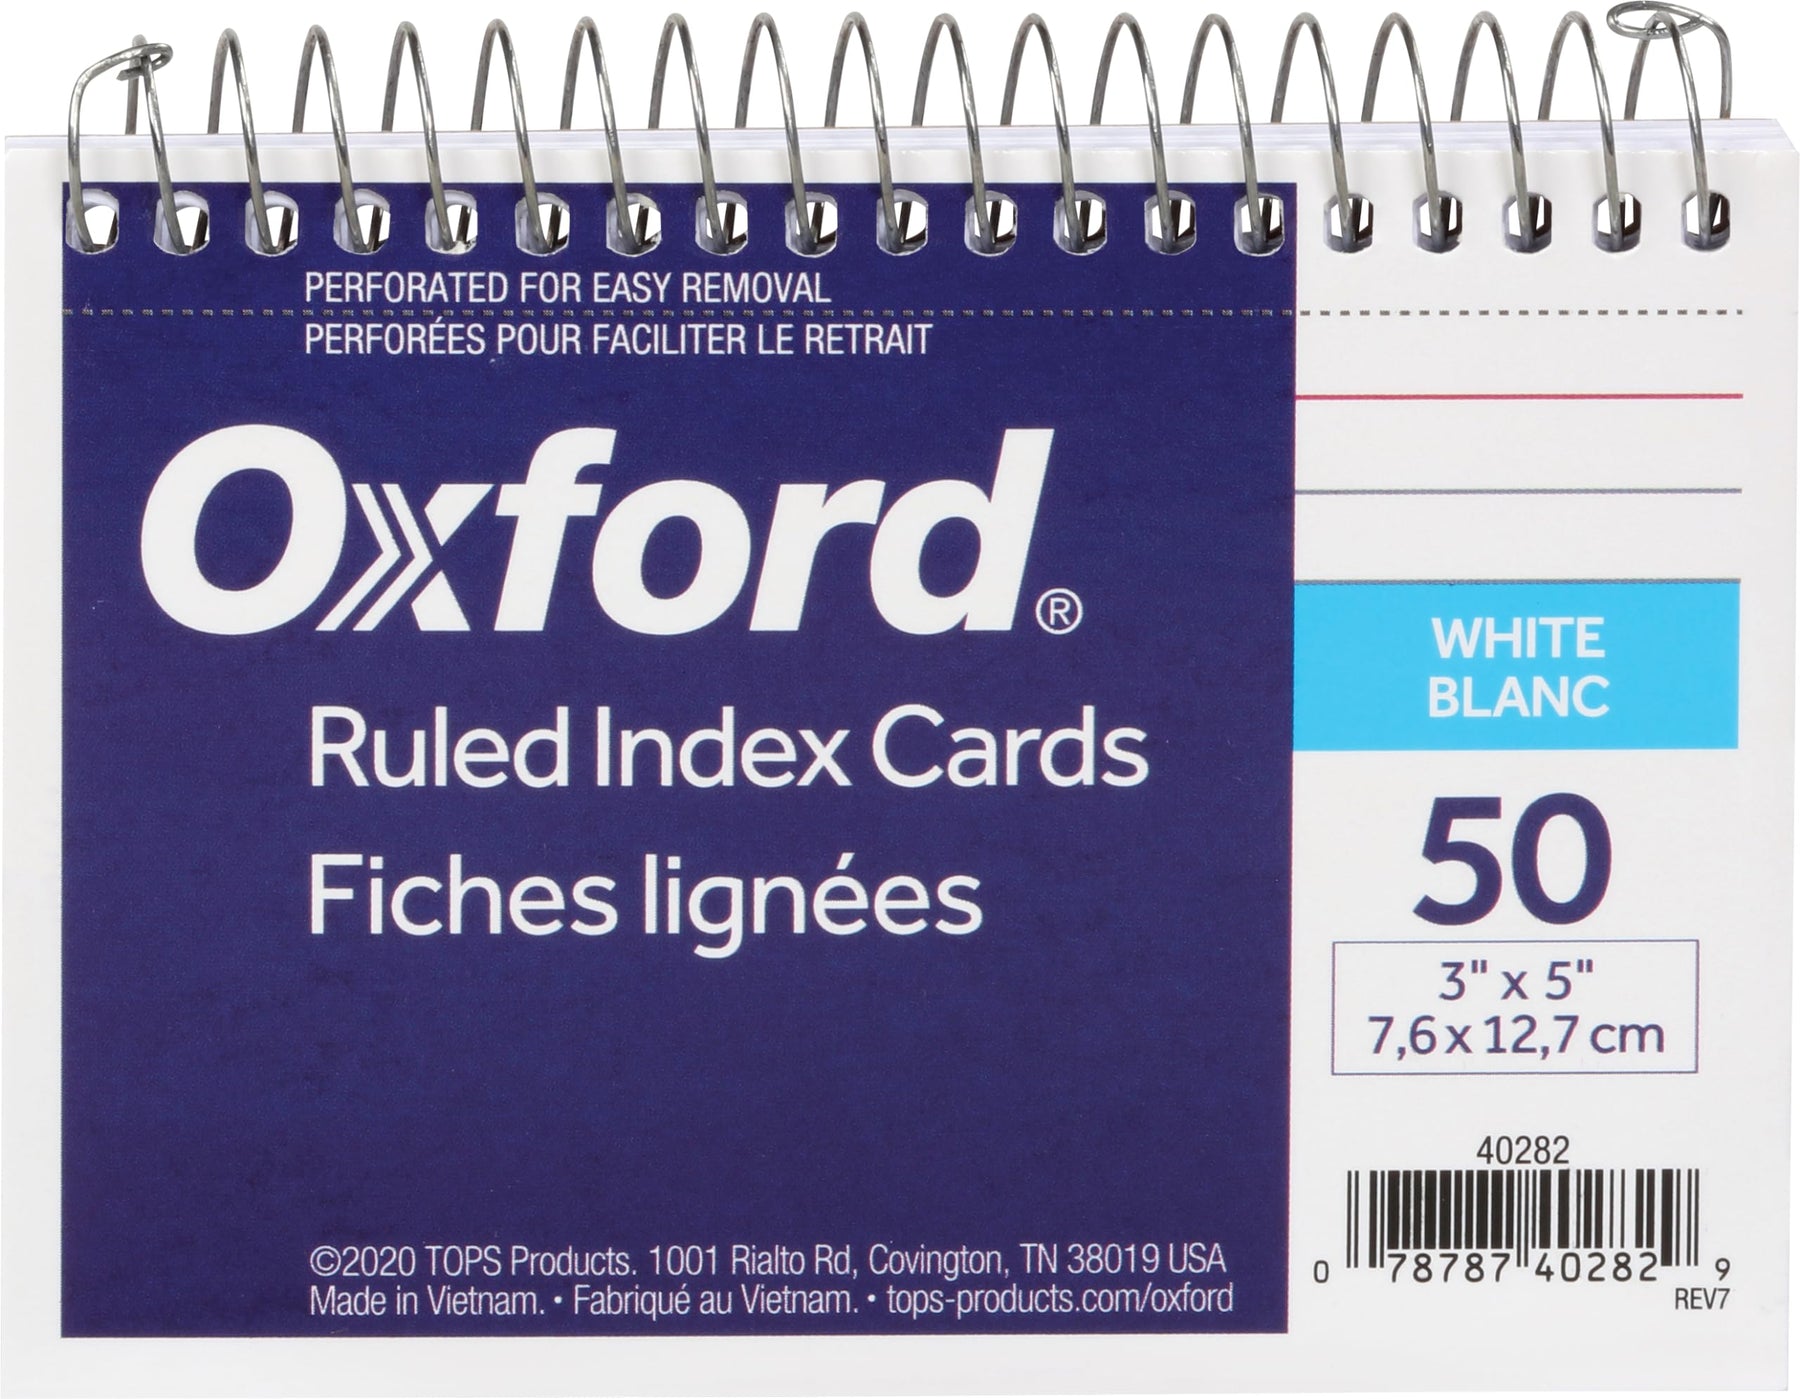 PERFORATED FOR EASY REMOVAL
PERFORÉES POUR FACILITER LE RETRAIT
Oxford®
Ruled Index Cards
Fiches lignées
WHITE
BLANC
50
3" x 5"
7,6 x 12,7 cm
40282
0 78787 40282 9
REV7
©2020 TOPS Products. 1001 Rialto Rd, Covington, TN 38019 USA
Made in Vietnam. • Fabriqué au Vietnam. • tops-products.com/oxford